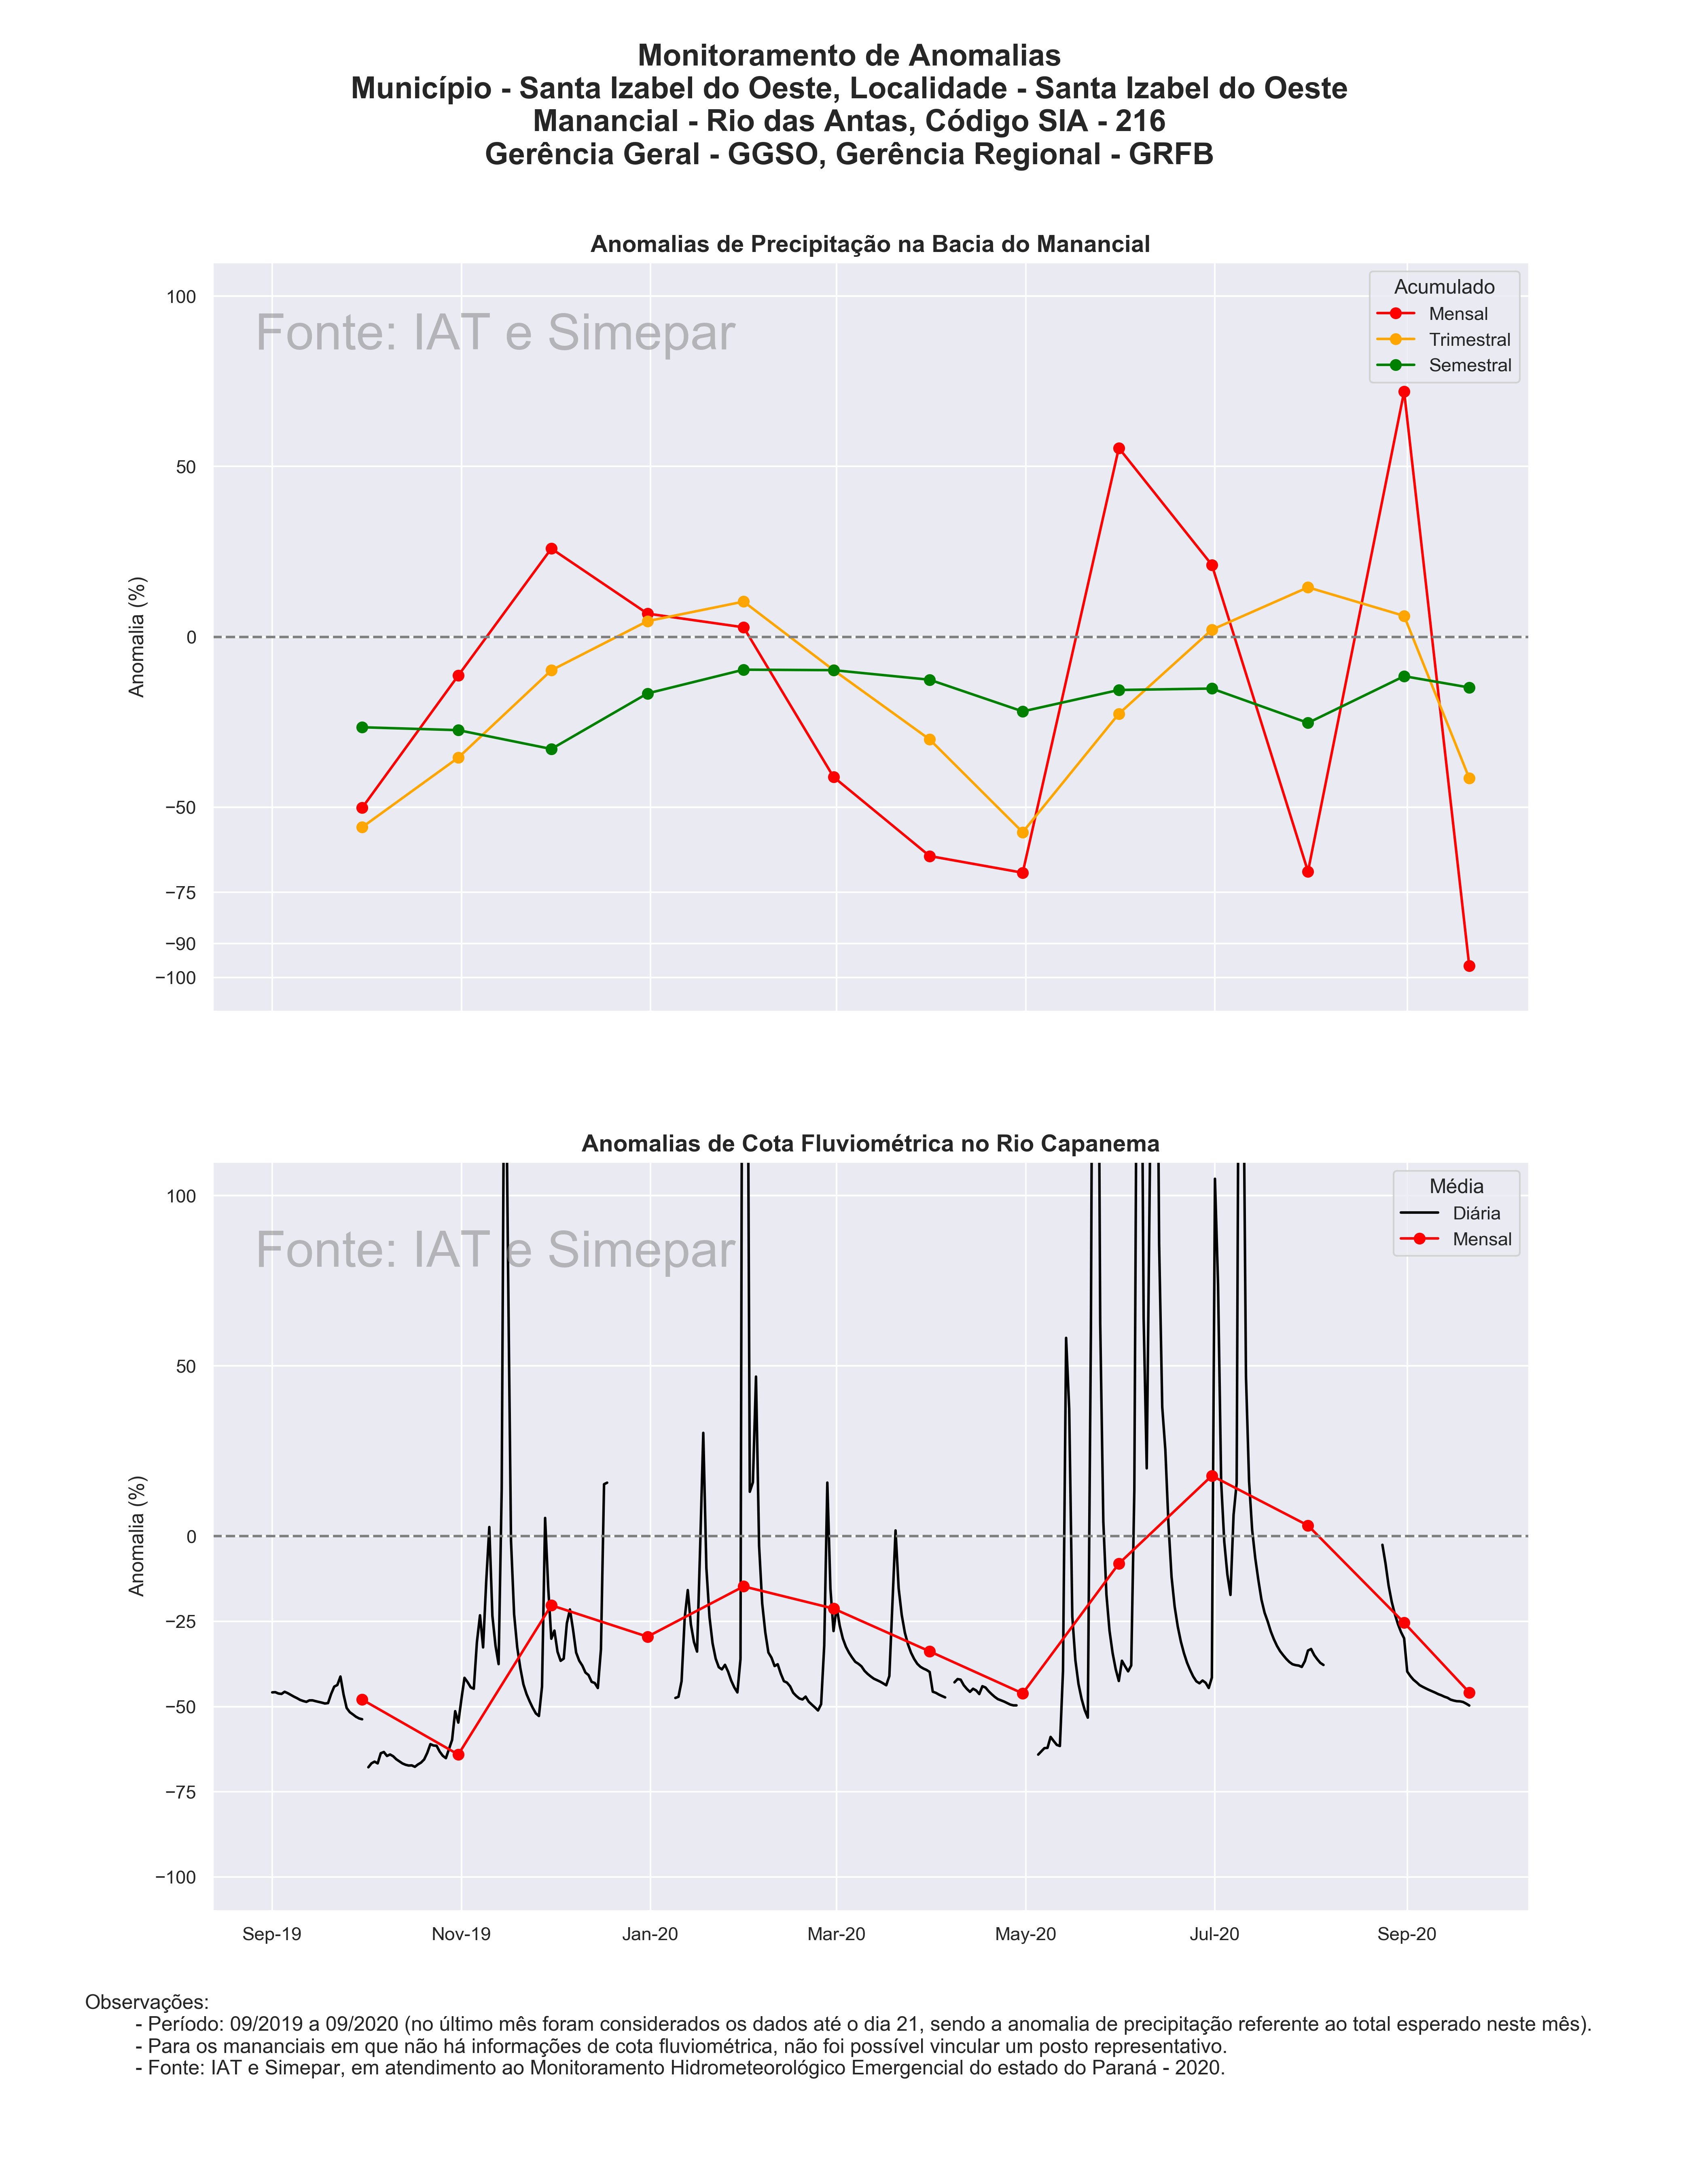 Monitoramento de Anomalias
Município - Santa Izabel do Oeste, Localidade - Santa Izabel do Oeste
Manancial - Rio das Antas, Código SIA - 216
Gerência Geral - GGSO, Gerência Regional - GRFB
Anomalias de Precipitação na Bacia do Manancial
Fonte: IAT e Simepar
Acumulado
Mensal
Trimestral
Semestral
Anomalia (%)
100
50
0
−50
−75
−90
−100
Anomalias de Cota Fluviométrica no Rio Capanema
Fonte: IAT e Simepar
Média
Diária
Mensal
Anomalia (%)
100
50
0
−25
−50
−75
−100
Sep-19 Nov-19 Jan-20 Mar-20 May-20 Jul-20 Sep-20
Observações:
- Período: 09/2019 a 09/2020 (no último mês foram considerados os dados até o dia 21, sendo a anomalia de precipitação referente ao total esperado neste mês).
- Para os mananciais em que não há informações de cota fluviométrica, não foi possível vincular um posto representativo.
- Fonte: IAT e Simepar, em atendimento ao Monitoramento Hidrometeorológico Emergencial do estado do Paraná - 2020.